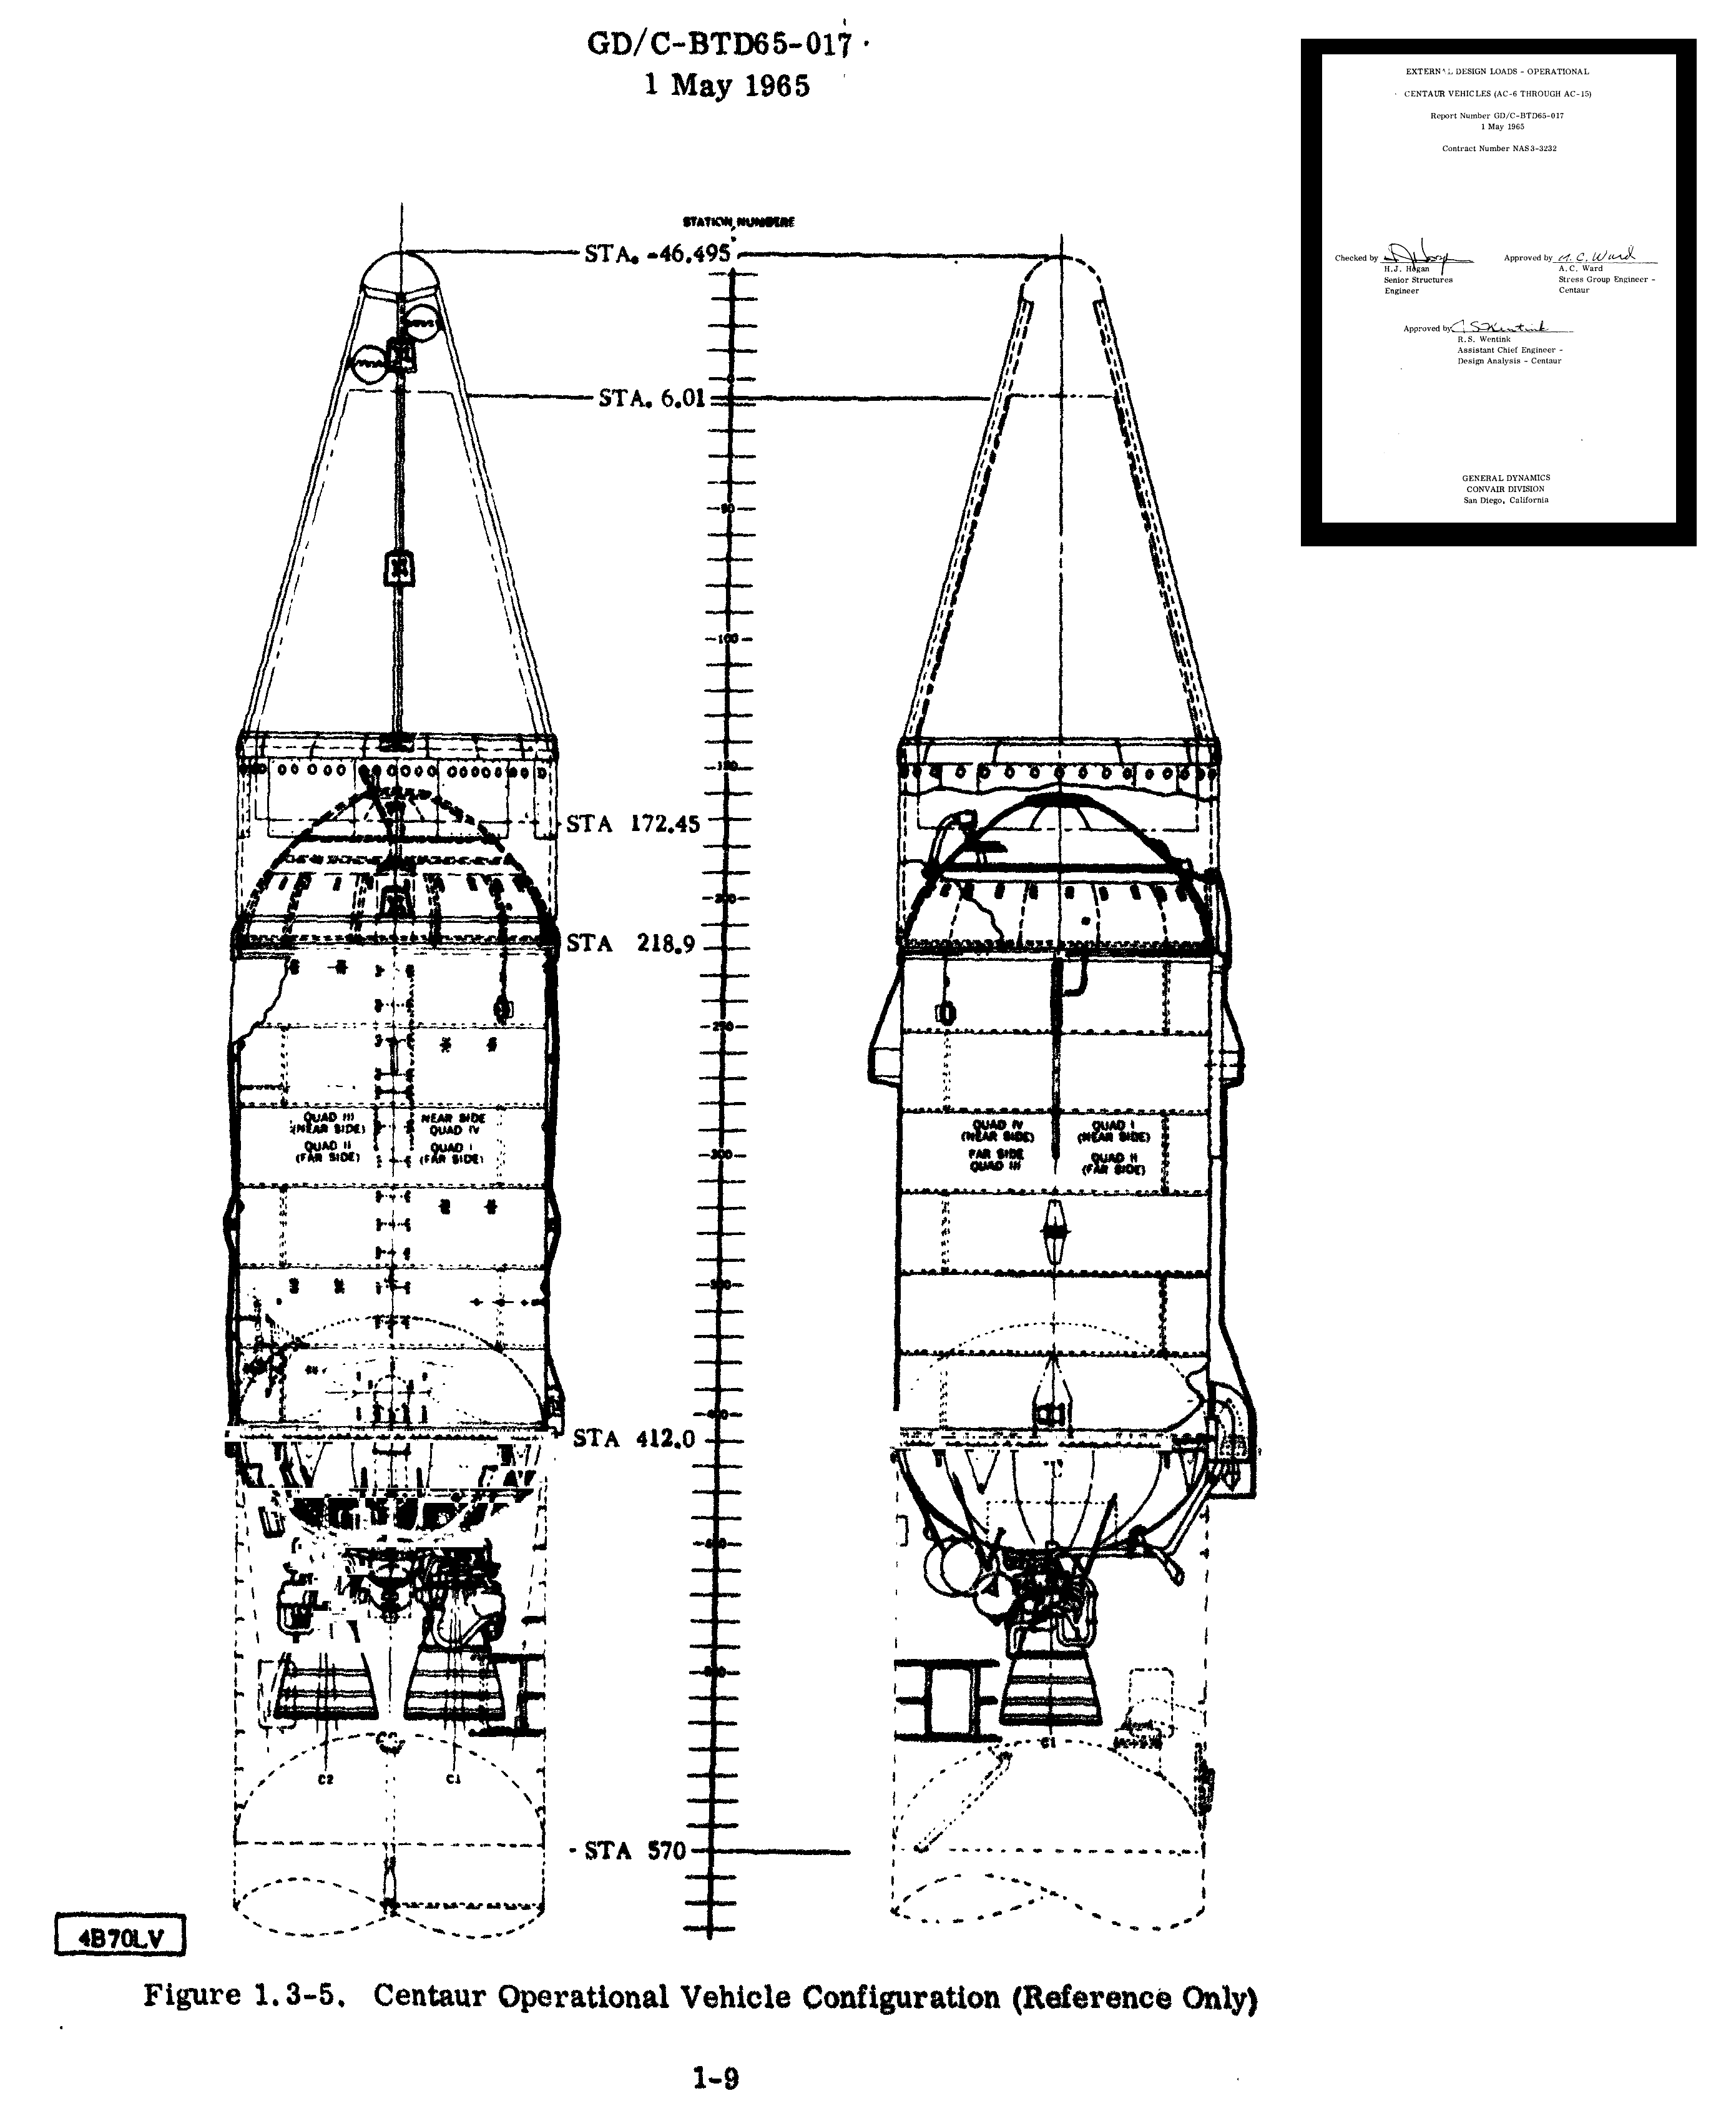 GD/C-BTD65-017
1 May 1965
EXTERNAL DESIGN LOADS - OPERATIONAL
CENTAUR VEHICLES (AC-6 THROUGH AC-15)
Report Number GD/C-BTD65-017
1 May 1965
Contract Number NAS3-3232
Checked by
H.J. Hogan
Senior Structures
Engineer
Approved by A. C. Ward
A.C. Ward
Stress Group Engineer -
Centaur
Approved by R S Wentink
R.S. Wentink
Assistant Chief Engineer -
Design Analysis - Centaur
GENERAL DYNAMICS
CONVAIR DIVISION
San Diego, California
STATION NUMBERS
STA. -46.495
0
STA. 6.01
50
100
150
STA 172.45
200
STA 218.9
250
QUAD III
(NEAR SIDE)
QUAD II
(FAR SIDE)
NEAR SIDE
QUAD IV
QUAD I
(FAR SIDE)
300
QUAD IV
(NEAR SIDE)
FAR SIDE
QUAD III
QUAD I
(NEAR SIDE)
QUAD II
(FAR SIDE)
350
400
STA 412.0
450
500
C2
C1
C1
STA 570
4B70LV
Figure 1.3-5. Centaur Operational Vehicle Configuration (Reference Only)
1-9